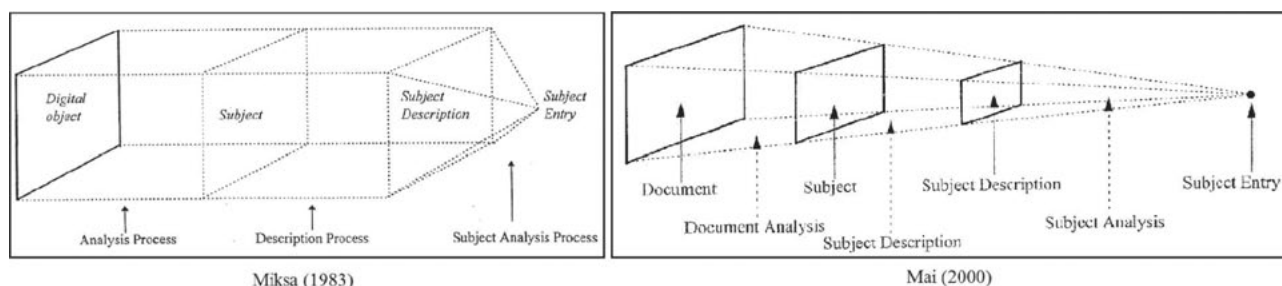 Digital
object
Subject
Subject
Description
Subject
Entry
Analysis Process
Description Process
Subject Analysis Process
Miksa (1983)
Document
Subject
Subject Description
Subject Entry
Document Analysis
Subject Description
Subject Analysis
Mai (2000)